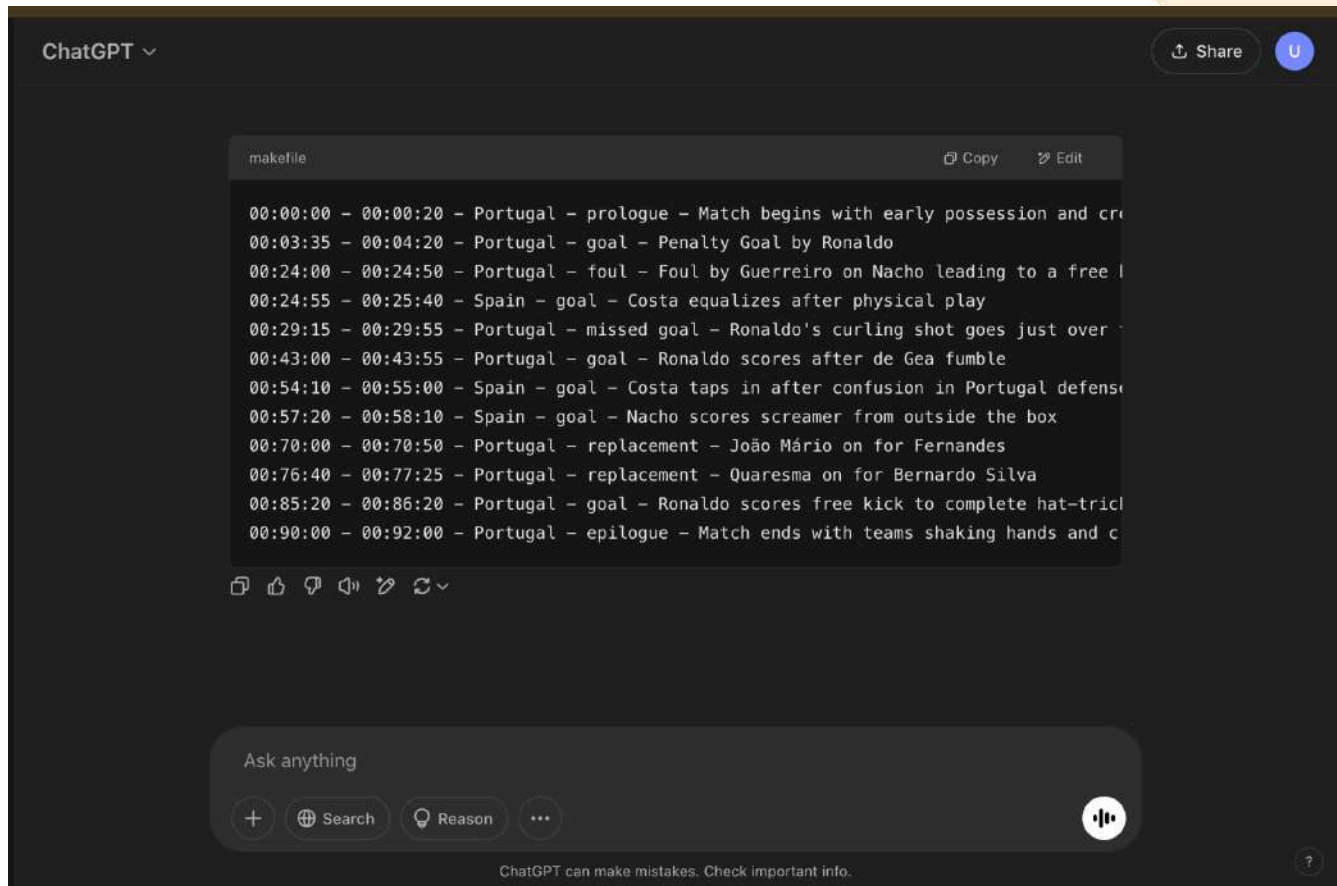 ChatGPT
Share
U
makefile
Copy
Edit
00:00:00 – 00:00:20 – Portugal – prologue – Match begins with early possession and
00:03:35 – 00:04:20 – Portugal – goal – Penalty Goal by Ronaldo
00:24:00 – 00:24:50 – Portugal – foul – Foul by Guerreiro on Nacho leading to a free
00:24:55 – 00:25:40 – Spain – goal – Costa equalizes after physical play
00:29:15 – 00:29:55 – Portugal – missed goal – Ronaldo's curling shot goes just over
00:43:00 – 00:43:55 – Portugal – goal – Ronaldo scores after de Gea fumble
00:54:10 – 00:55:00 – Spain – goal – Costa taps in after confusion in Portugal
00:57:20 – 00:58:10 – Spain – goal – Nacho scores screamer from outside the box
00:70:00 – 00:70:50 – Portugal – replacement – João Mário on for Fernandes
00:76:40 – 00:77:25 – Portugal – replacement – Quaresma on for Bernardo Silva
00:85:20 – 00:86:20 – Portugal – goal – Ronaldo scores free kick to complete
00:90:00 – 00:92:00 – Portugal – epilogue – Match ends with teams shaking hands and
Ask anything
Search
Reason
ChatGPT can make mistakes. Check important info.
?